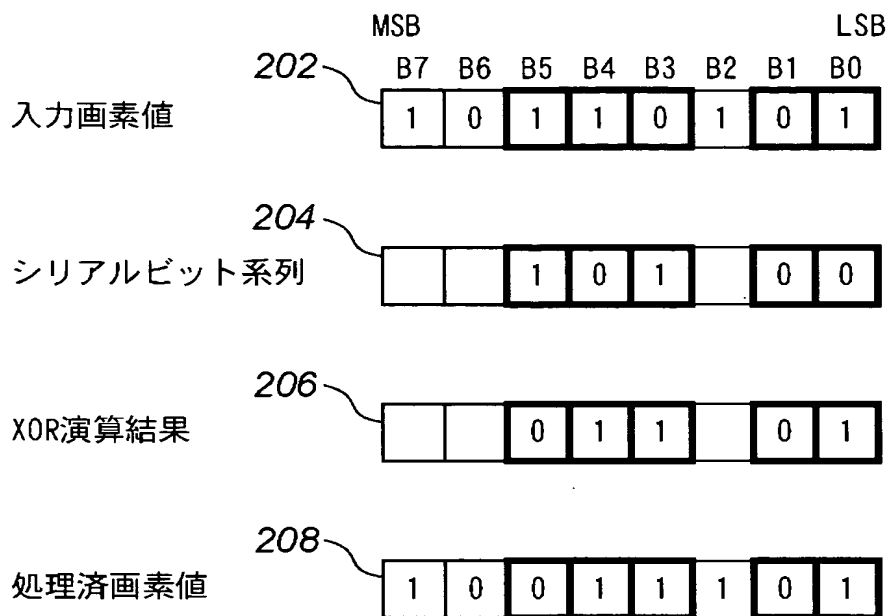 MSB LSB
202 B7 B6 B5 B4 B3 B2 B1 B0
入力画素値 1 0 1 1 0 1 0 1
204
シリアルビット系列 1 0 1 0 0
206
XOR演算結果 0 1 1 0 1
208
処理済画素値 1 0 0 1 1 1 0 1